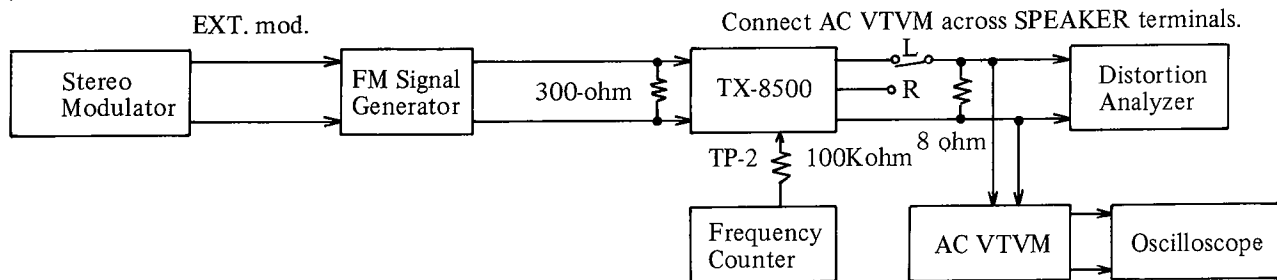 EXT. mod.
Connect AC VTVM across SPEAKER terminals.
Stereo
Modulator
FM Signal
Generator
300-ohm
TX-8500
L
R
8 ohm
Distortion
Analyzer
TP-2
100Kohm
Frequency
Counter
AC VTVM
Oscilloscope